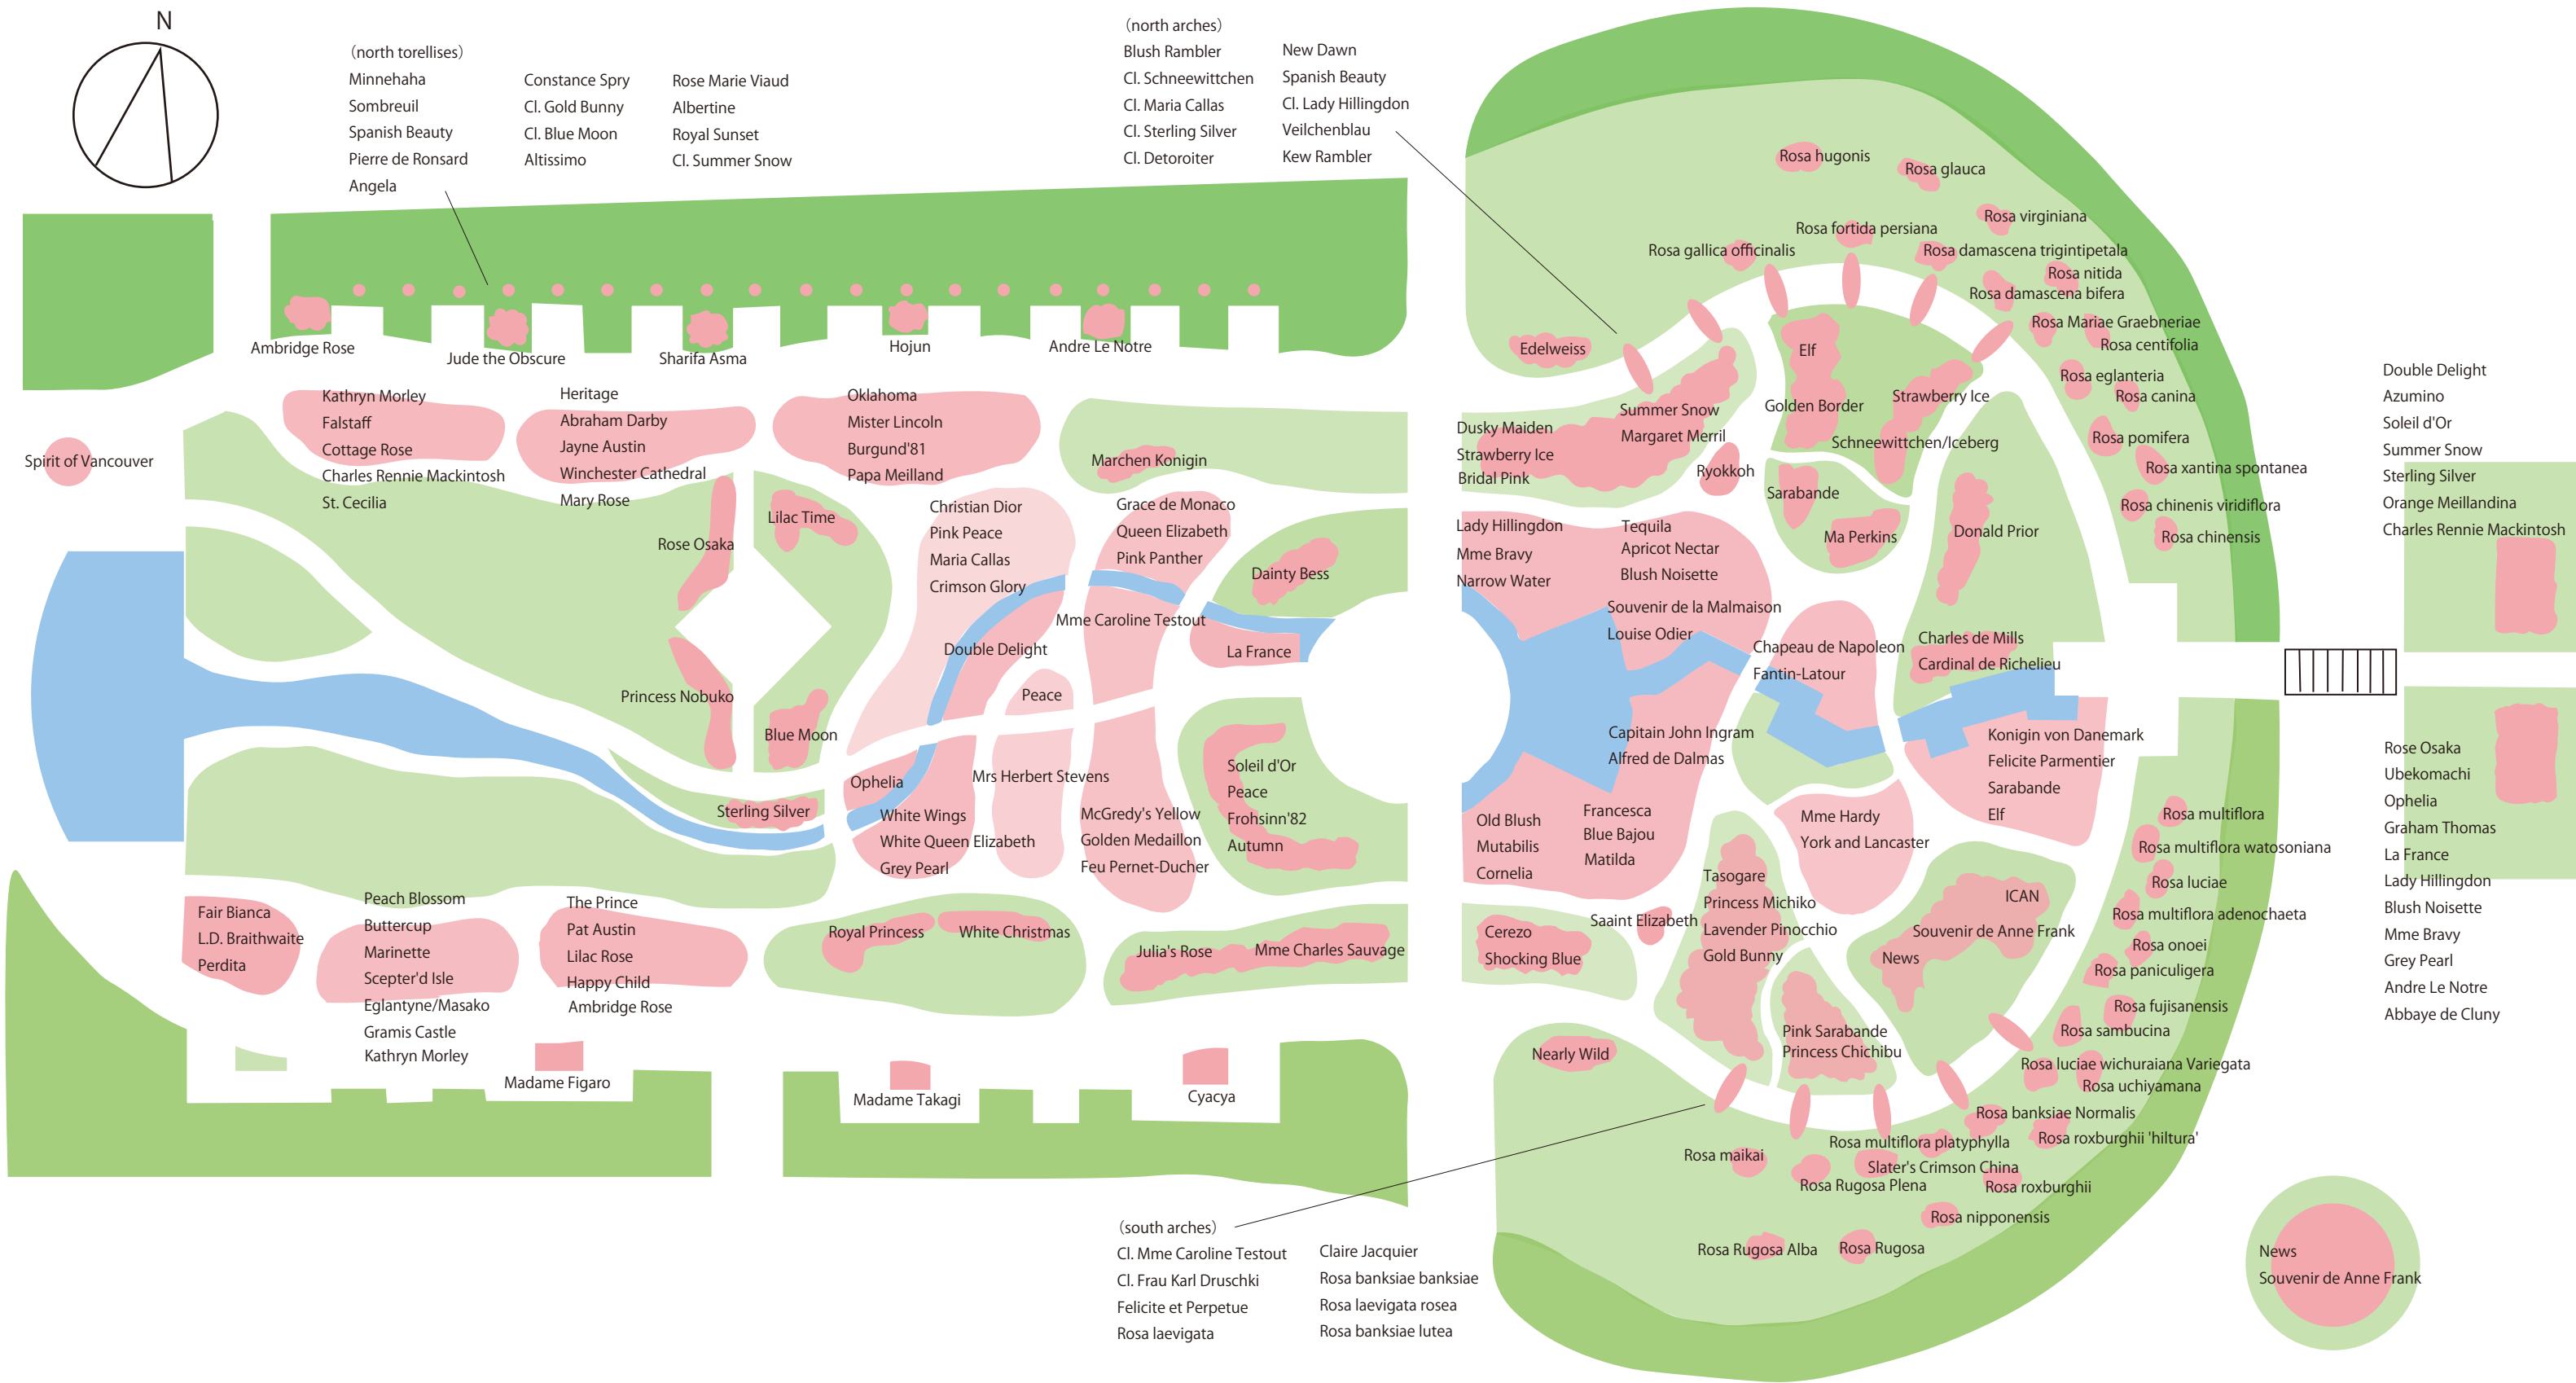 N
(north torellises)
Minnehaha
Sombreuil
Spanish Beauty
Pierre de Ronsard
Angela
Constance Spry
Cl. Gold Bunny
Cl. Blue Moon
Altissimo
Rose Marie Viaud
Albertine
Royal Sunset
Cl. Summer Snow
(north arches)
Blush Rambler
Cl. Schneewittchen
Cl. Maria Callas
Cl. Sterling Silver
Cl. Detoroiter
New Dawn
Spanish Beauty
Cl. Lady Hillingdon
Veilchenblau
Kew Rambler
Ambridge Rose
Jude the Obscure
Sharifa Asma
Hojun
Andre Le Notre
Spirit of Vancouver
Kathryn Morley
Falstaff
Cottage Rose
Charles Rennie Mackintosh
St. Cecilia
Heritage
Abraham Darby
Jayne Austin
Winchester Cathedral
Mary Rose
Oklahoma
Mister Lincoln
Burgund'81
Papa Meilland
Marchen Konigin
Rose Osaka
Lilac Time
Christian Dior
Pink Peace
Maria Callas
Crimson Glory
Grace de Monaco
Queen Elizabeth
Pink Panther
Dainty Bess
Mme Caroline Testout
Double Delight
La France
Princess Nobuko
Blue Moon
Peace
Ophelia
Mrs Herbert Stevens
Sterling Silver
White Wings
White Queen Elizabeth
Grey Pearl
McGredy's Yellow
Golden Medaillon
Feu Pernet-Ducher
Soleil d'Or
Peace
Frohsinn'82
Autumn
Fair Bianca
L.D. Braithwaite
Perdita
Peach Blossom
Buttercup
Marinette
Scepter'd Isle
Eglantyne/Masako
Gramis Castle
Kathryn Morley
The Prince
Pat Austin
Lilac Rose
Happy Child
Ambridge Rose
Royal Princess
White Christmas
Julia's Rose
Mme Charles Sauvage
Madame Figaro
Madame Takagi
Cyacya
Edelweiss
Dusky Maiden
Strawberry Ice
Bridal Pink
Summer Snow
Margaret Merril
Ryokkoh
Elf
Golden Border
Strawberry Ice
Schneewittchen/Iceberg
Sarabande
Ma Perkins
Donald Prior
Lady Hillingdon
Mme Bravy
Narrow Water
Tequila
Apricot Nectar
Blush Noisette
Souvenir de la Malmaison
Louise Odier
Chapeau de Napoleon
Fantin-Latour
Charles de Mills
Cardinal de Richelieu
Capitain John Ingram
Alfred de Dalmas
Konigin von Danemark
Felicite Parmentier
Sarabande
Elf
Old Blush
Mutabilis
Cornelia
Francesca
Blue Bajou
Matilda
Mme Hardy
York and Lancaster
Tasogare
Princess Michiko
Lavender Pinocchio
Gold Bunny
Saaint Elizabeth
Cerezo
Shocking Blue
ICAN
Souvenir de Anne Frank
News
Pink Sarabande
Princess Chichibu
Nearly Wild
Rosa hugonis
Rosa glauca
Rosa virginiana
Rosa fortida persiana
Rosa gallica officinalis
Rosa damascena trigintipetala
Rosa nitida
Rosa damascena bifera
Rosa Mariae Graebneriae
Rosa centifolia
Rosa eglanteria
Rosa canina
Rosa pomifera
Rosa xantina spontanea
Rosa chinenis viridiflora
Rosa chinensis
Rosa multiflora
Rosa multiflora watosoniana
Rosa luciae
Rosa multiflora adenochaeta
Rosa onoei
Rosa paniculigera
Rosa fujisanensis
Rosa sambucina
Rosa luciae wichuraiana Variegata
Rosa uchiyamana
Rosa banksiae Normalis
Rosa roxburghii 'hiltura'
Rosa multiflora platyphylla
Rosa maikai
Slater's Crimson China
Rosa Rugosa Plena
Rosa roxburghii
Rosa nipponensis
Rosa Rugosa Alba
Rosa Rugosa
(south arches)
Cl. Mme Caroline Testout
Cl. Frau Karl Druschki
Felicite et Perpetue
Rosa laevigata
Claire Jacquier
Rosa banksiae banksiae
Rosa laevigata rosea
Rosa banksiae lutea
Double Delight
Azumino
Soleil d'Or
Summer Snow
Sterling Silver
Orange Meillandina
Charles Rennie Mackintosh
Rose Osaka
Ubekomachi
Ophelia
Graham Thomas
La France
Lady Hillingdon
Blush Noisette
Mme Bravy
Grey Pearl
Andre Le Notre
Abbaye de Cluny
News
Souvenir de Anne Frank